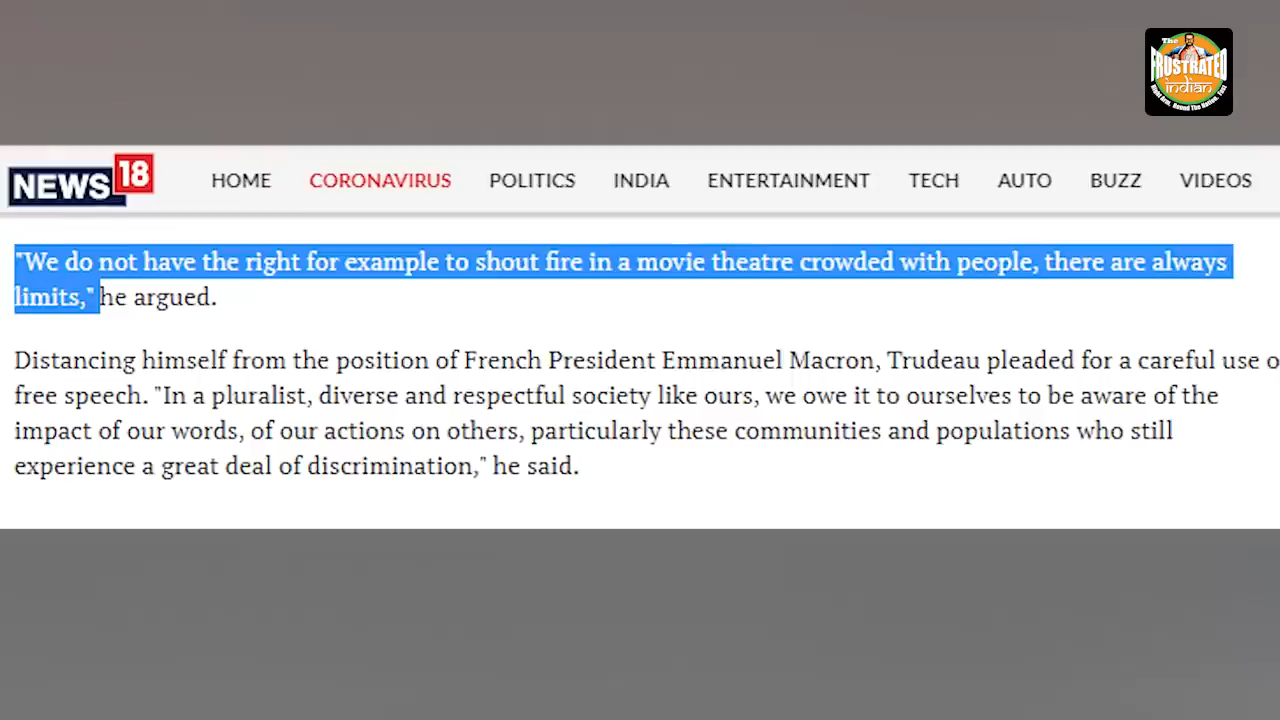 The
FRUSTRATED
indian
NEWS 18
HOME CORONAVIRUS POLITICS INDIA ENTERTAINMENT TECH AUTO BUZZ VIDEOS
"We do not have the right for example to shout fire in a movie theatre crowded with people, there are always
limits," he argued.
Distancing himself from the position of French President Emmanuel Macron, Trudeau pleaded for a careful use o
free speech. "In a pluralist, diverse and respectful society like ours, we owe it to ourselves to be aware of the
impact of our words, of our actions on others, particularly these communities and populations who still
experience a great deal of discrimination," he said.